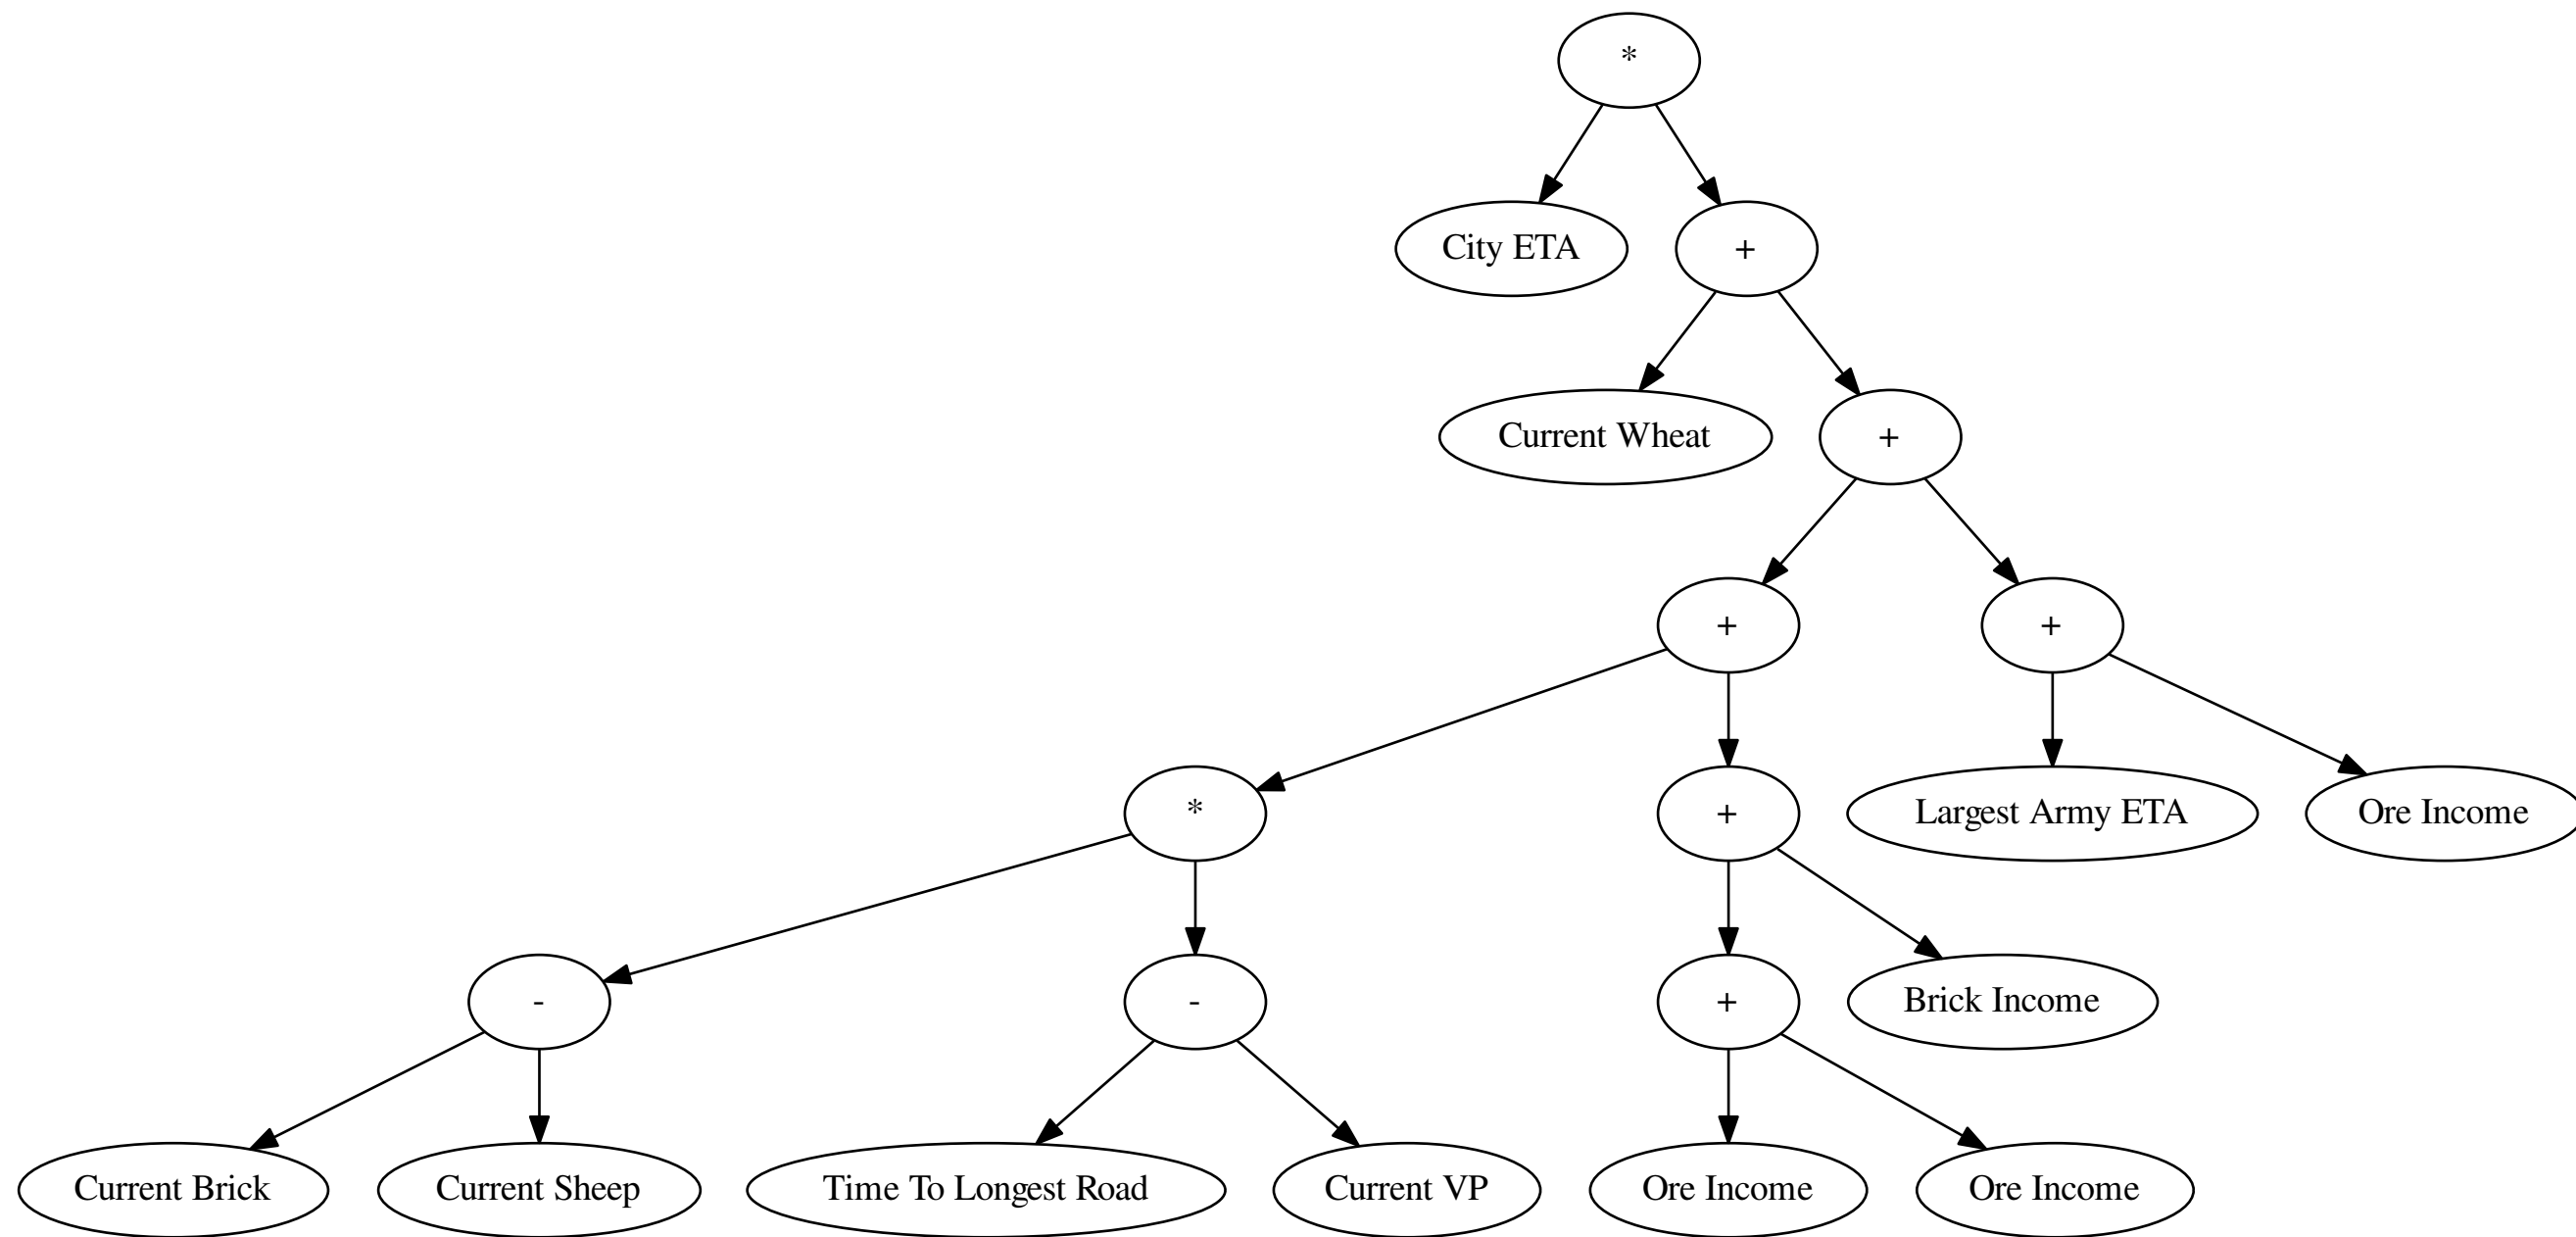 *
City ETA
+
Current Wheat
+
+
+
*
+
Largest Army ETA
Ore Income
-
-
+
Brick Income
Current Brick
Current Sheep
Time To Longest Road
Current VP
Ore Income
Ore Income